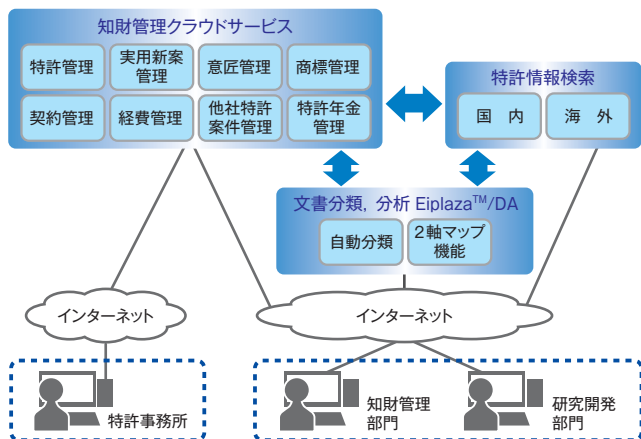 知財管理クラウドサービス
特許管理
実用新案
管理
意匠管理
商標管理
契約管理
経費管理
他社特許
案件管理
特許年金
管理
特許情報検索
国 内
海 外
文書分類, 分析 Eiplaza™/DA
自動分類
2軸マップ
機能
インターネット
インターネット
特許事務所
知財管理
部門
研究開発
部門